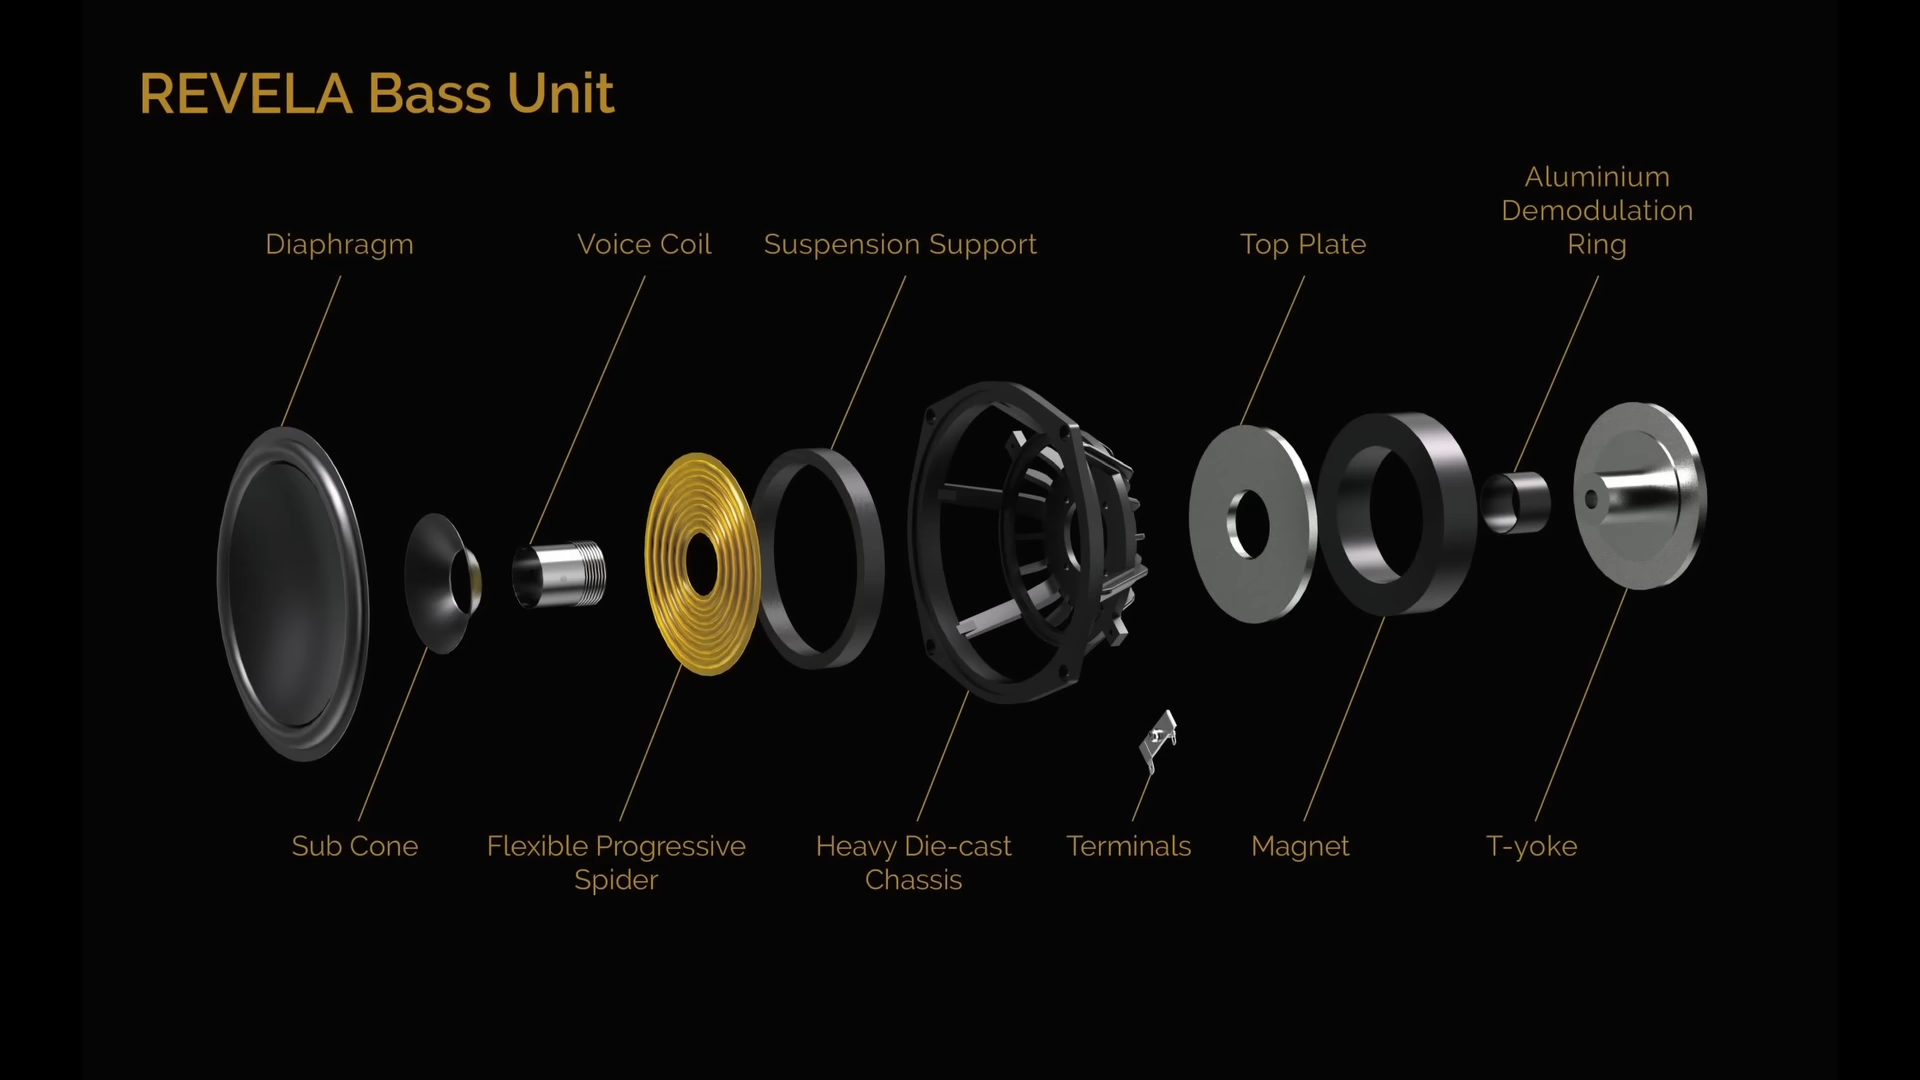 REVELA Bass Unit
Aluminium
Demodulation
Ring
Diaphragm
Voice Coil
Suspension Support
Top Plate
Sub Cone
Flexible Progressive
Spider
Heavy Die-cast
Chassis
Terminals
Magnet
T-yoke